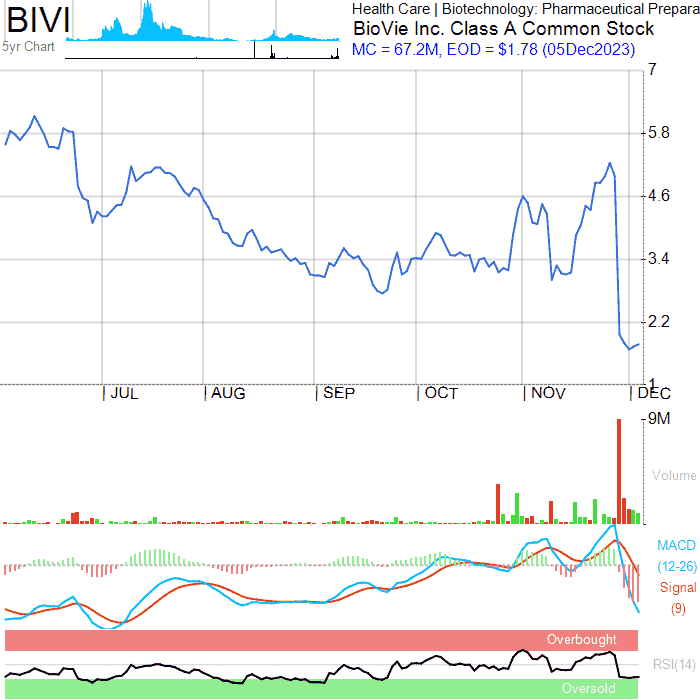 BIVI
5yr Chart
Health Care | Biotechnology: Pharmaceutical Prepara
BioVie Inc. Class A Common Stock
MC = 67.2M, EOD = $1.78 (05Dec2023)
7
5.8
4.6
3.4
2.2
1
JUL
AUG
SEP
OCT
NOV
DEC
9M
Volume
MACD
(12-26)
Signal
(9)
Overbought
RSI(14)
Oversold